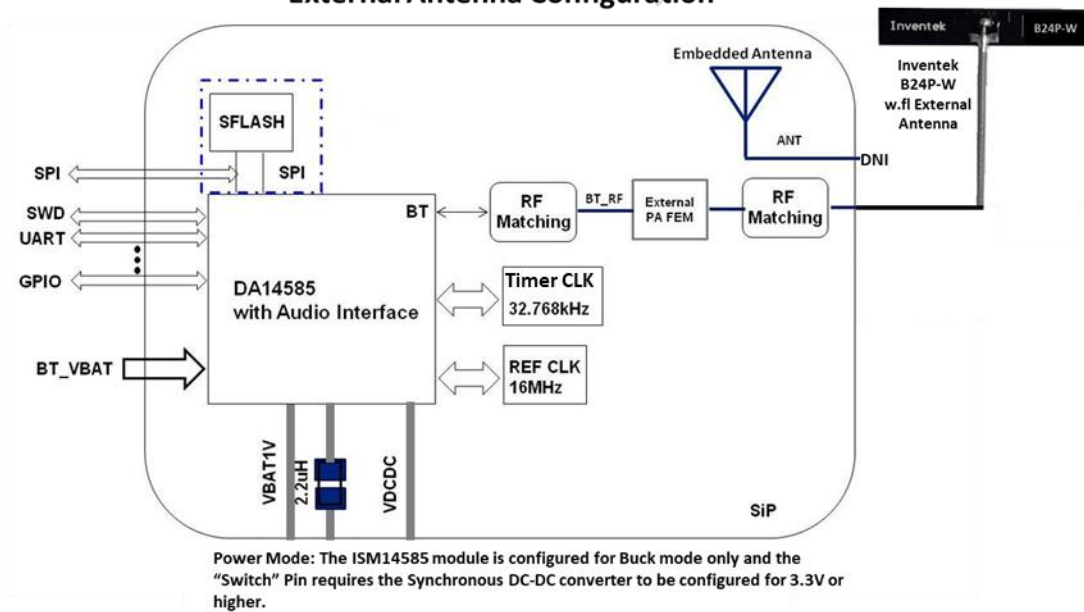 External Antenna Configuration
Inventek B24P-W
Inventek
B24P-W
w.fl External
Antenna
Embedded Antenna
ANT
DNI
SFLASH
SPI
SPI
SWD
UART
GPIO
BT_VBAT
BT
RF
Matching
BT_RF
External
PA FEM
RF
Matching
DA14585
with Audio Interface
Timer CLK
32.768kHz
REF CLK
16MHz
VBAT1V
2.2uH
VDCDC
SiP
Power Mode: The ISM14585 module is configured for Buck mode only and the
“Switch” Pin requires the Synchronous DC-DC converter to be configured for 3.3V or
higher.